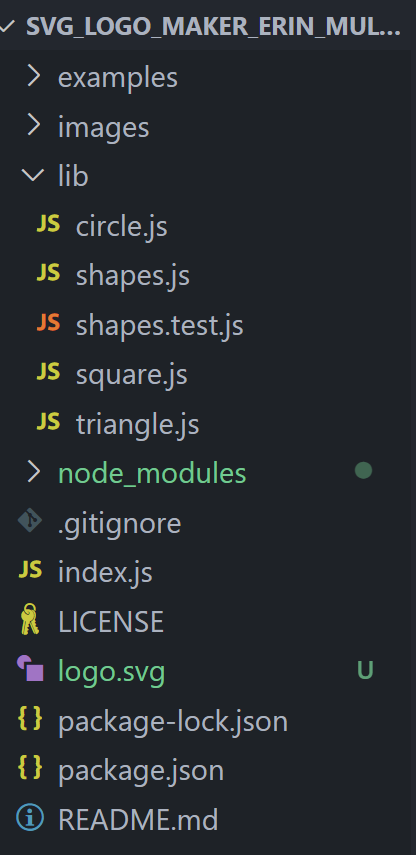 SVG_LOGO_MAKER_ERIN_MUL...
examples
images
lib
JS circle.js
JS shapes.js
JS shapes.test.js
JS square.js
JS triangle.js
node_modules
.gitignore
JS index.js
LICENSE
logo.svg U
{ } package-lock.json
{ } package.json
README.md